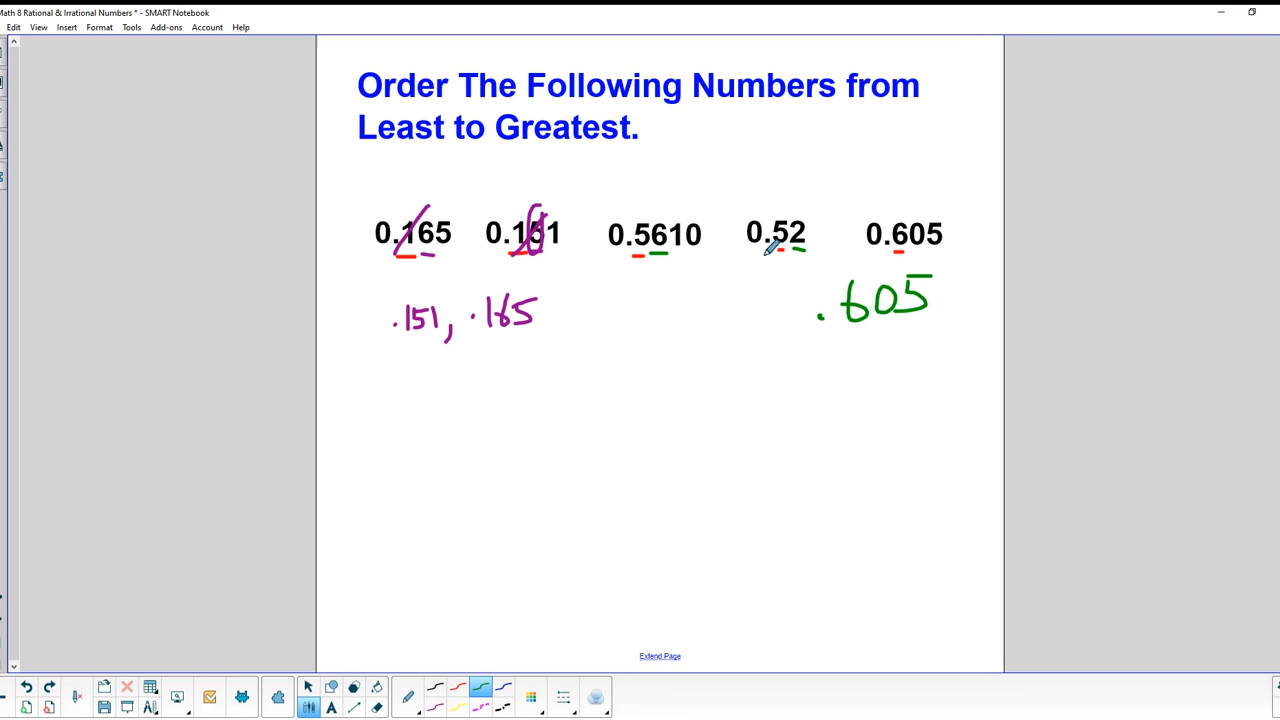 Math 8 Rational & Irrational Numbers * - SMART Notebook
Edit View Insert Format Tools Add-ons Account Help
Order The Following Numbers from
Least to Greatest.
0.165 0.151 0.5610 0.52 0.605
.151, .165 .605
Extend Page